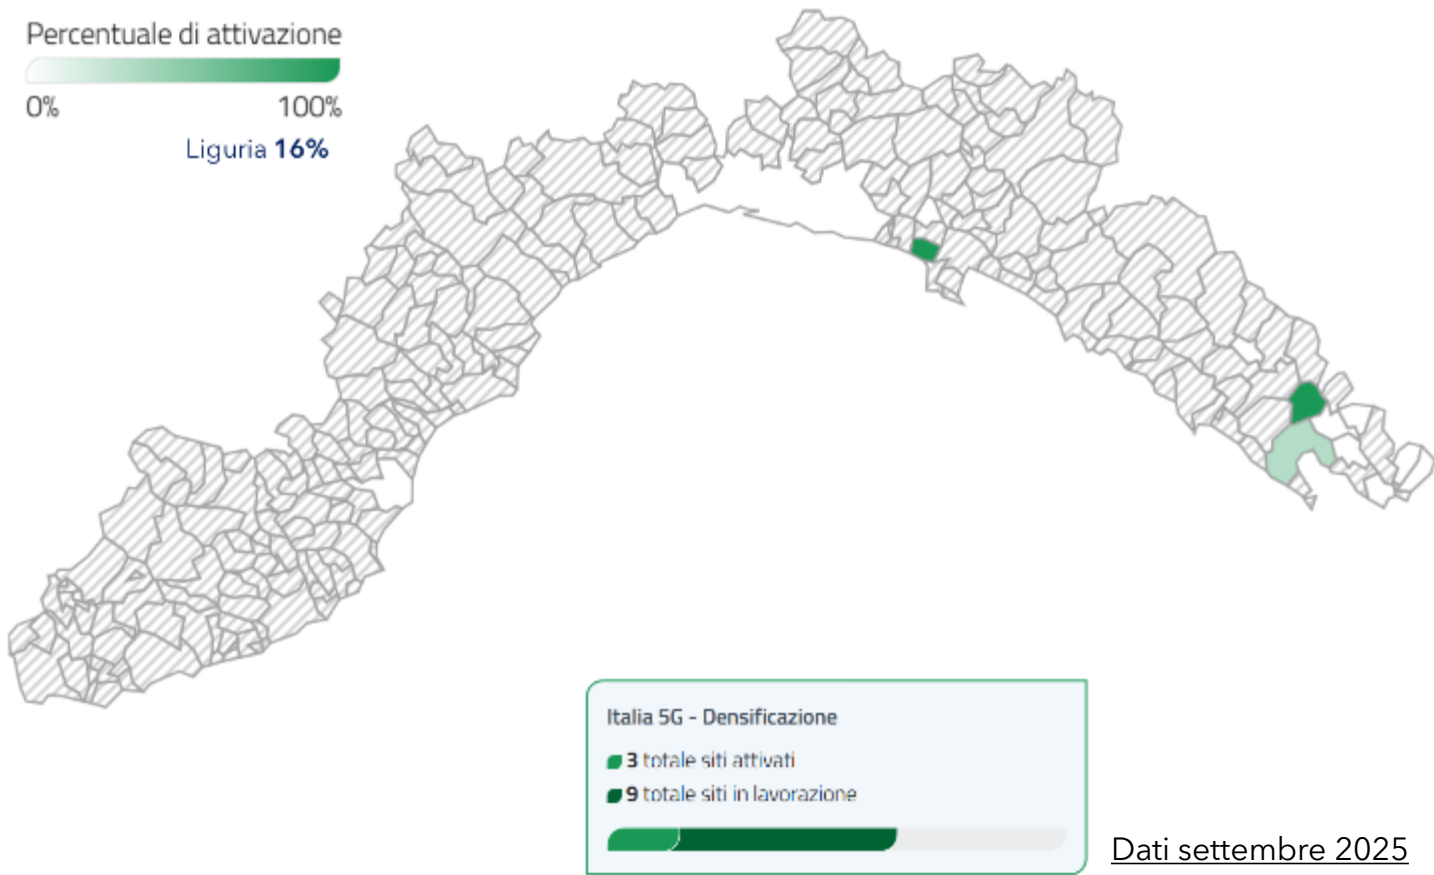 Percentuale di attivazione
0% 100%
Liguria 16%
Italia 5G - Densificazione
3 totale siti attivati
9 totale siti in lavorazione
Dati settembre 2025